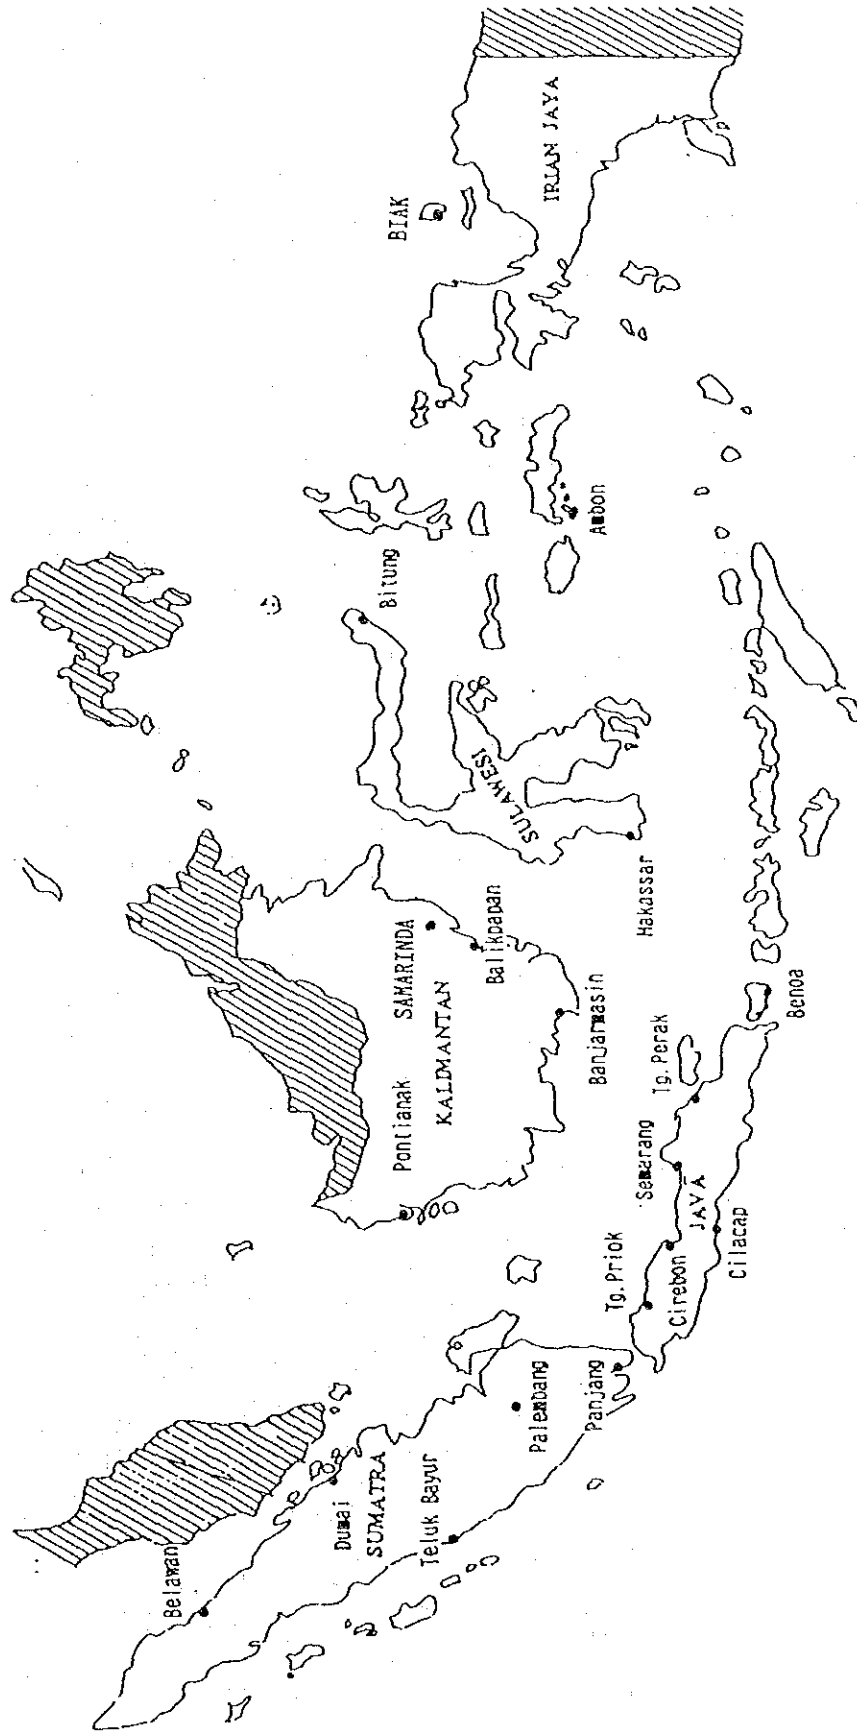 Belawan
Dumai
SUMATRA
Teluk Bayur
Palembang
Panjang
Tg.Priok
Cirebon
Semarang
JAVA
Cilacap
Tg.Perak
Benoa
Pontianak
KALIMANTAN
SAMARINDA
Balikpapan
Banjarmasin
SULAWESI
Makassar
Bitung
Ambon
BIAK
IRIAN JAYA